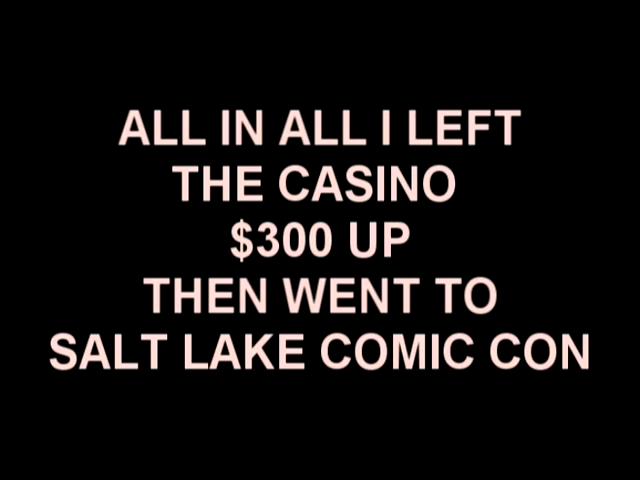 ALL IN ALL I LEFT
THE CASINO
$300 UP
THEN WENT TO
SALT LAKE COMIC CON